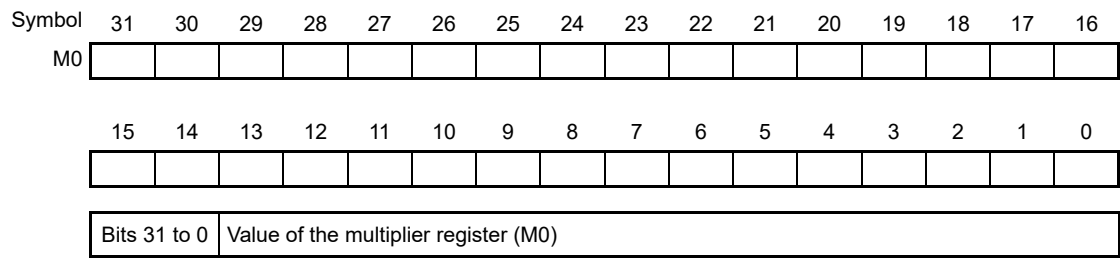 Symbol 31 30 29 28 27 26 25 24 23 22 21 20 19 18 17 16
M0
15 14 13 12 11 10 9 8 7 6 5 4 3 2 1 0
Bits 31 to 0 Value of the multiplier register (M0)